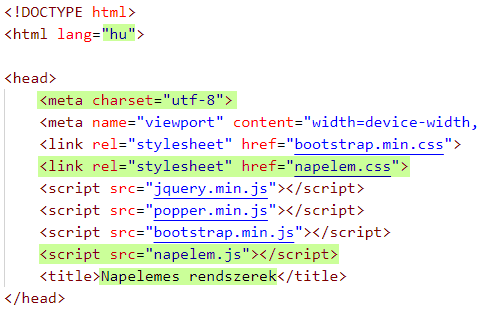 <!DOCTYPE html>
<html lang="hu">
<head>
<meta charset="utf-8">
<meta name="viewport" content="width=device-width,
<link rel="stylesheet" href="bootstrap.min.css">
<link rel="stylesheet" href="napelem.css">
<script src="jquery.min.js"></script>
<script src="popper.min.js"></script>
<script src="bootstrap.min.js"></script>
<script src="napelem.js"></script>
<title>Napelemes rendszerek</title>
</head>